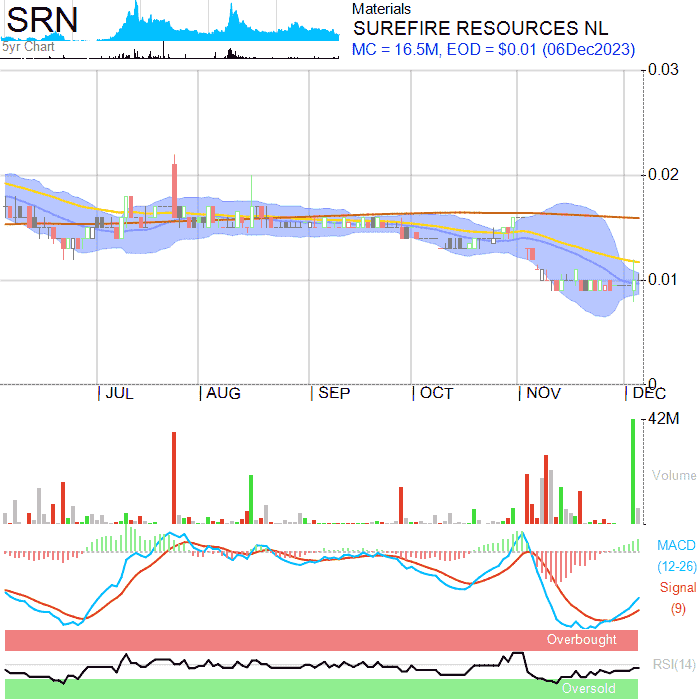 SRN
5yr Chart
Materials
SUREFIRE RESOURCES NL
MC = 16.5M, EOD = $0.01 (06Dec2023)
0.03
0.02
0.01
0
JUL AUG SEP OCT NOV DEC
42M
Volume
MACD
(12-26)
Signal
(9)
Overbought
RSI(14)
Oversold